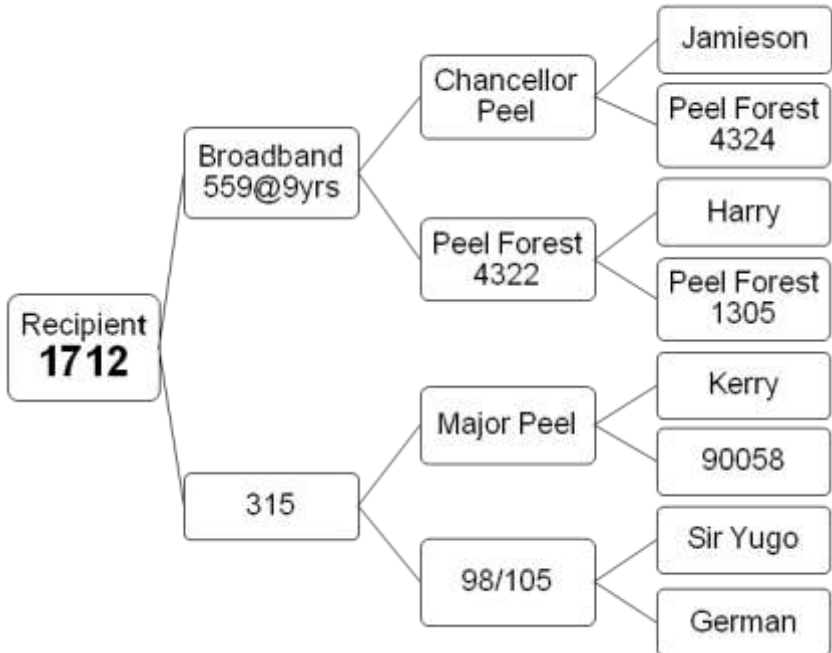 Recipient
1712
Broadband
559@9yrs
315
Chancellor
Peel
Peel Forest
4322
Major Peel
98/105
Jamieson
Peel Forest
4324
Harry
Peel Forest
1305
Kerry
90058
Sir Yugo
German